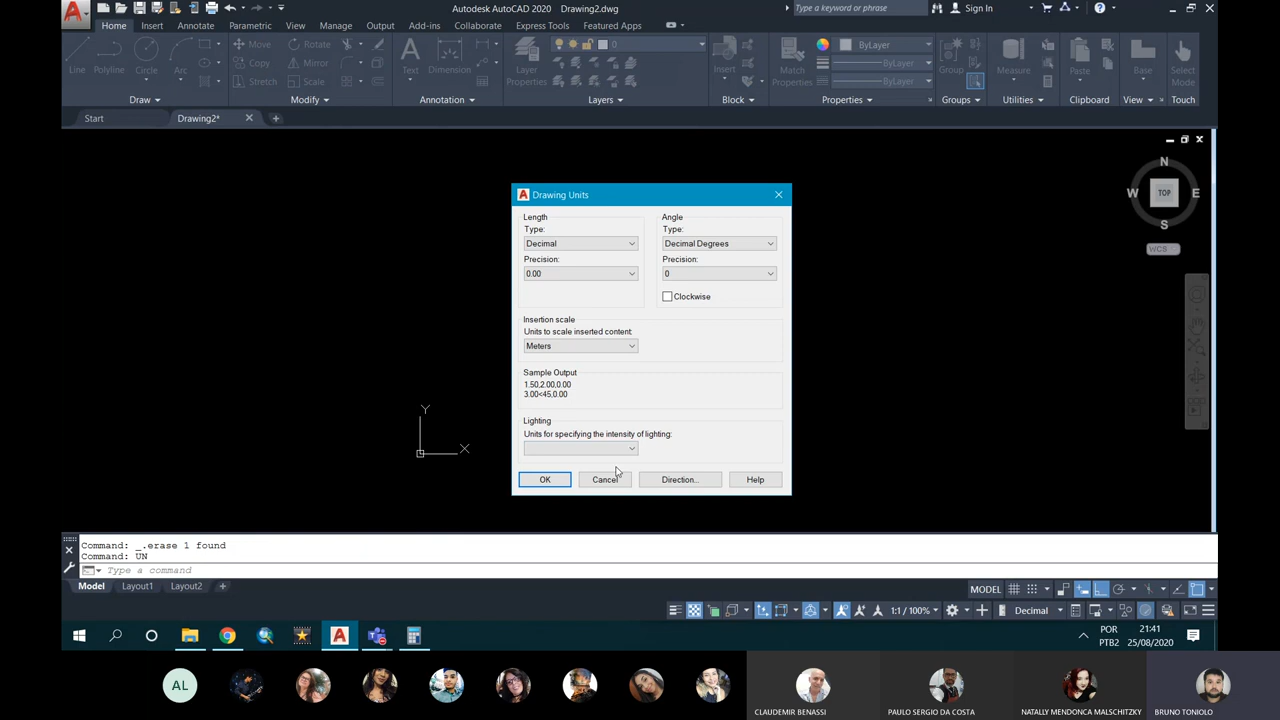 Autodesk AutoCAD 2020 Drawing2.dwg
Type a keyword or phrase
Sign In
Home Insert Annotate Parametric View Manage Output Add-ins Collaborate Express Tools Featured Apps
Line Polyline Circle Arc
Move Rotate
Copy Mirror
Stretch Scale
Text Dimension
Layer Properties
0
Insert
Match Properties
ByLayer
ByLayer
ByLayer
Group
Measure
Paste
Base
Select Mode
Draw Modify Annotation Layers Block Properties Groups Utilities Clipboard View Touch
Start Drawing2*
N
W TOP E
S
WCS
Y
X
Drawing Units
Length
Type:
Decimal
Precision:
0.00
Angle
Type:
Decimal Degrees
Precision:
0
Clockwise
Insertion scale
Units to scale inserted content:
Meters
Sample Output
1.50,2.00,0.00
3.00<45,0.00
Lighting
Units for specifying the intensity of lighting:
OK Cancel Direction... Help
Command: _.erase 1 found
Command: UN
Type a command
Model Layout1 Layout2
MODEL
1:1 / 100% Decimal
POR
PTB2
21:41
25/08/2020
AL
CLAUDEMIR BENASSI
PAULO SERGIO DA COSTA
NATALLY MENDONCA MALSCHITZKY
BRUNO TONIOLO